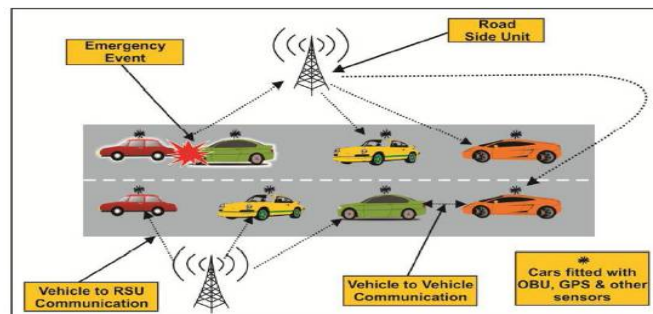 Emergency
Event
Road
Side Unit
Vehicle to RSU
Communication
Vehicle to Vehicle
Communication
Cars fitted with
OBU, GPS & other
sensors